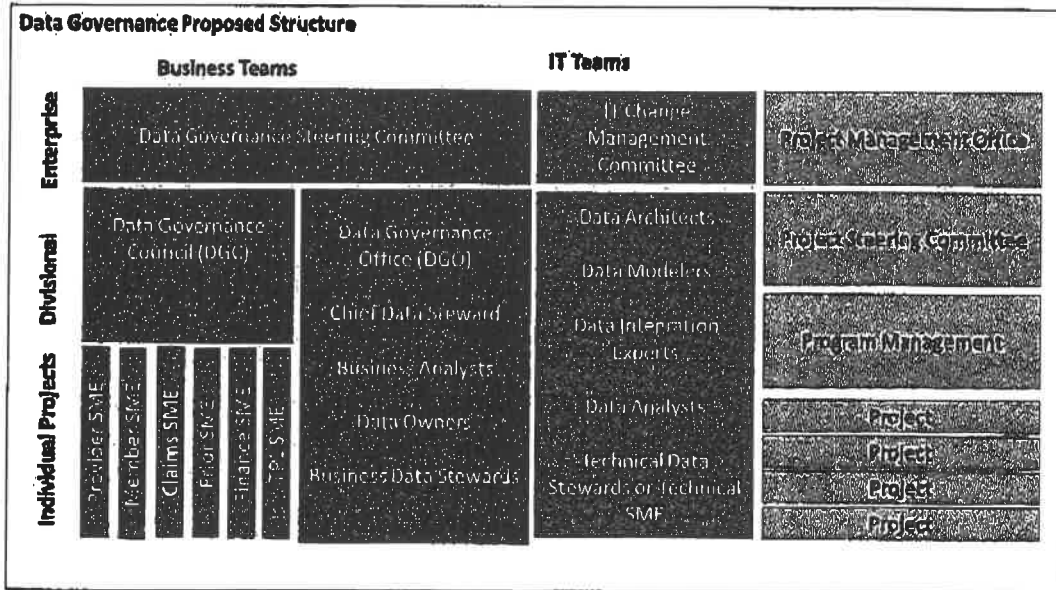 Data Governance Proposed Structure
Business Teams
IT Teams
Enterprise
Data Governance Steering Committee
IT Change
Management
Committee
Project Management Office
Divisional
Data Governance
Council (DGC)
Data Governance
Office (DGO)
Chief Data Steward
Business Analysts
Data Owners
Business Data Stewards
Data Architects
Data Modelers
Data Integration
Experts
Data Analysts
Technical Data
Stewards or Technical
SME
Project Steering Committee
Program Management
Individual Projects
Provider SME
Member SME
Claims SME
Prior SME
Finance SME
TPL SME
Project
Project
Project
Project